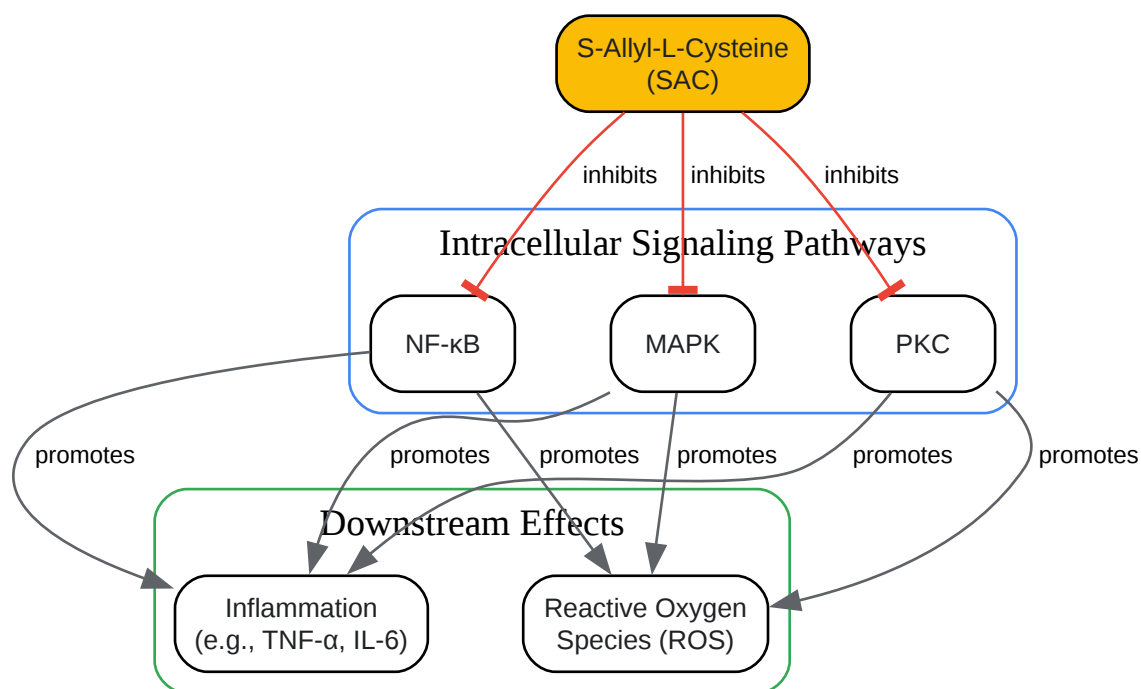 S-Allyl-L-Cysteine
(SAC)
inhibits
inhibits
inhibits
Intracellular Signaling Pathways
NF-κB
MAPK
PKC
promotes
promotes
promotes
promotes
promotes
promotes
Downstream Effects
Inflammation
(e.g., TNF-α, IL-6)
Reactive Oxygen
Species (ROS)